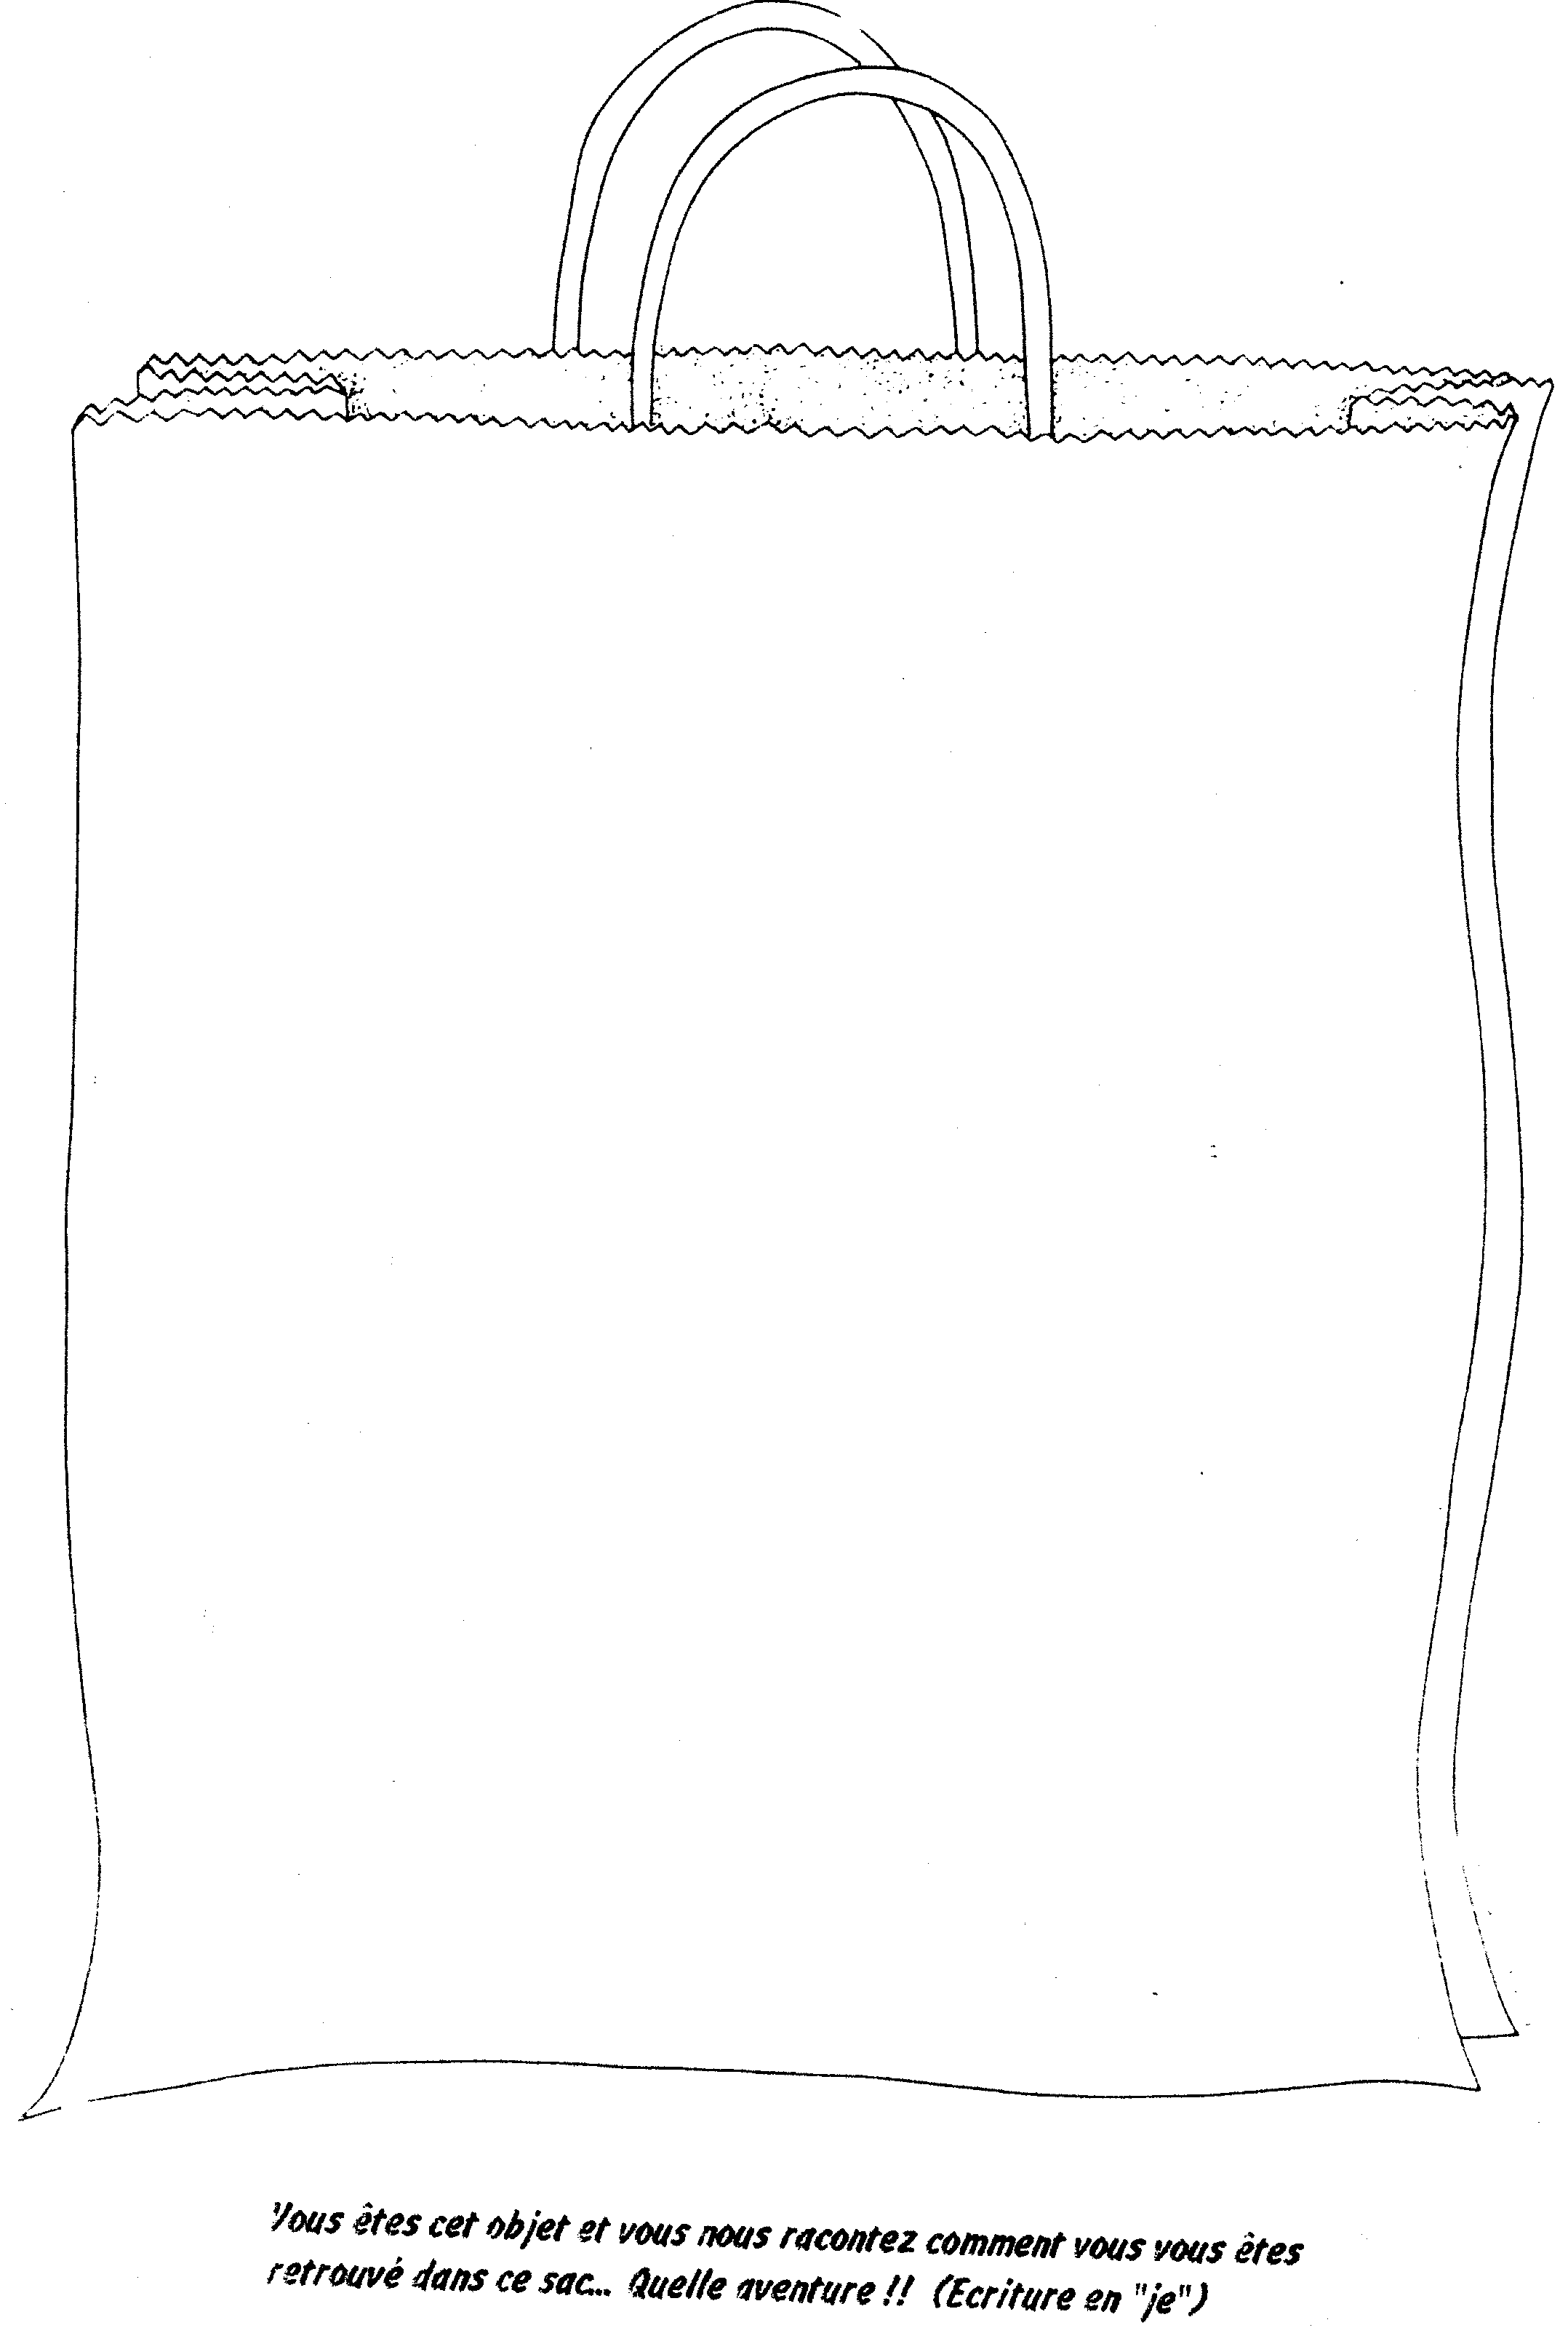 Vous êtes cet objet et vous nous racontez comment vous vous êtes
retrouvé dans ce sac... Quelle aventure !! (Ecriture en "je")